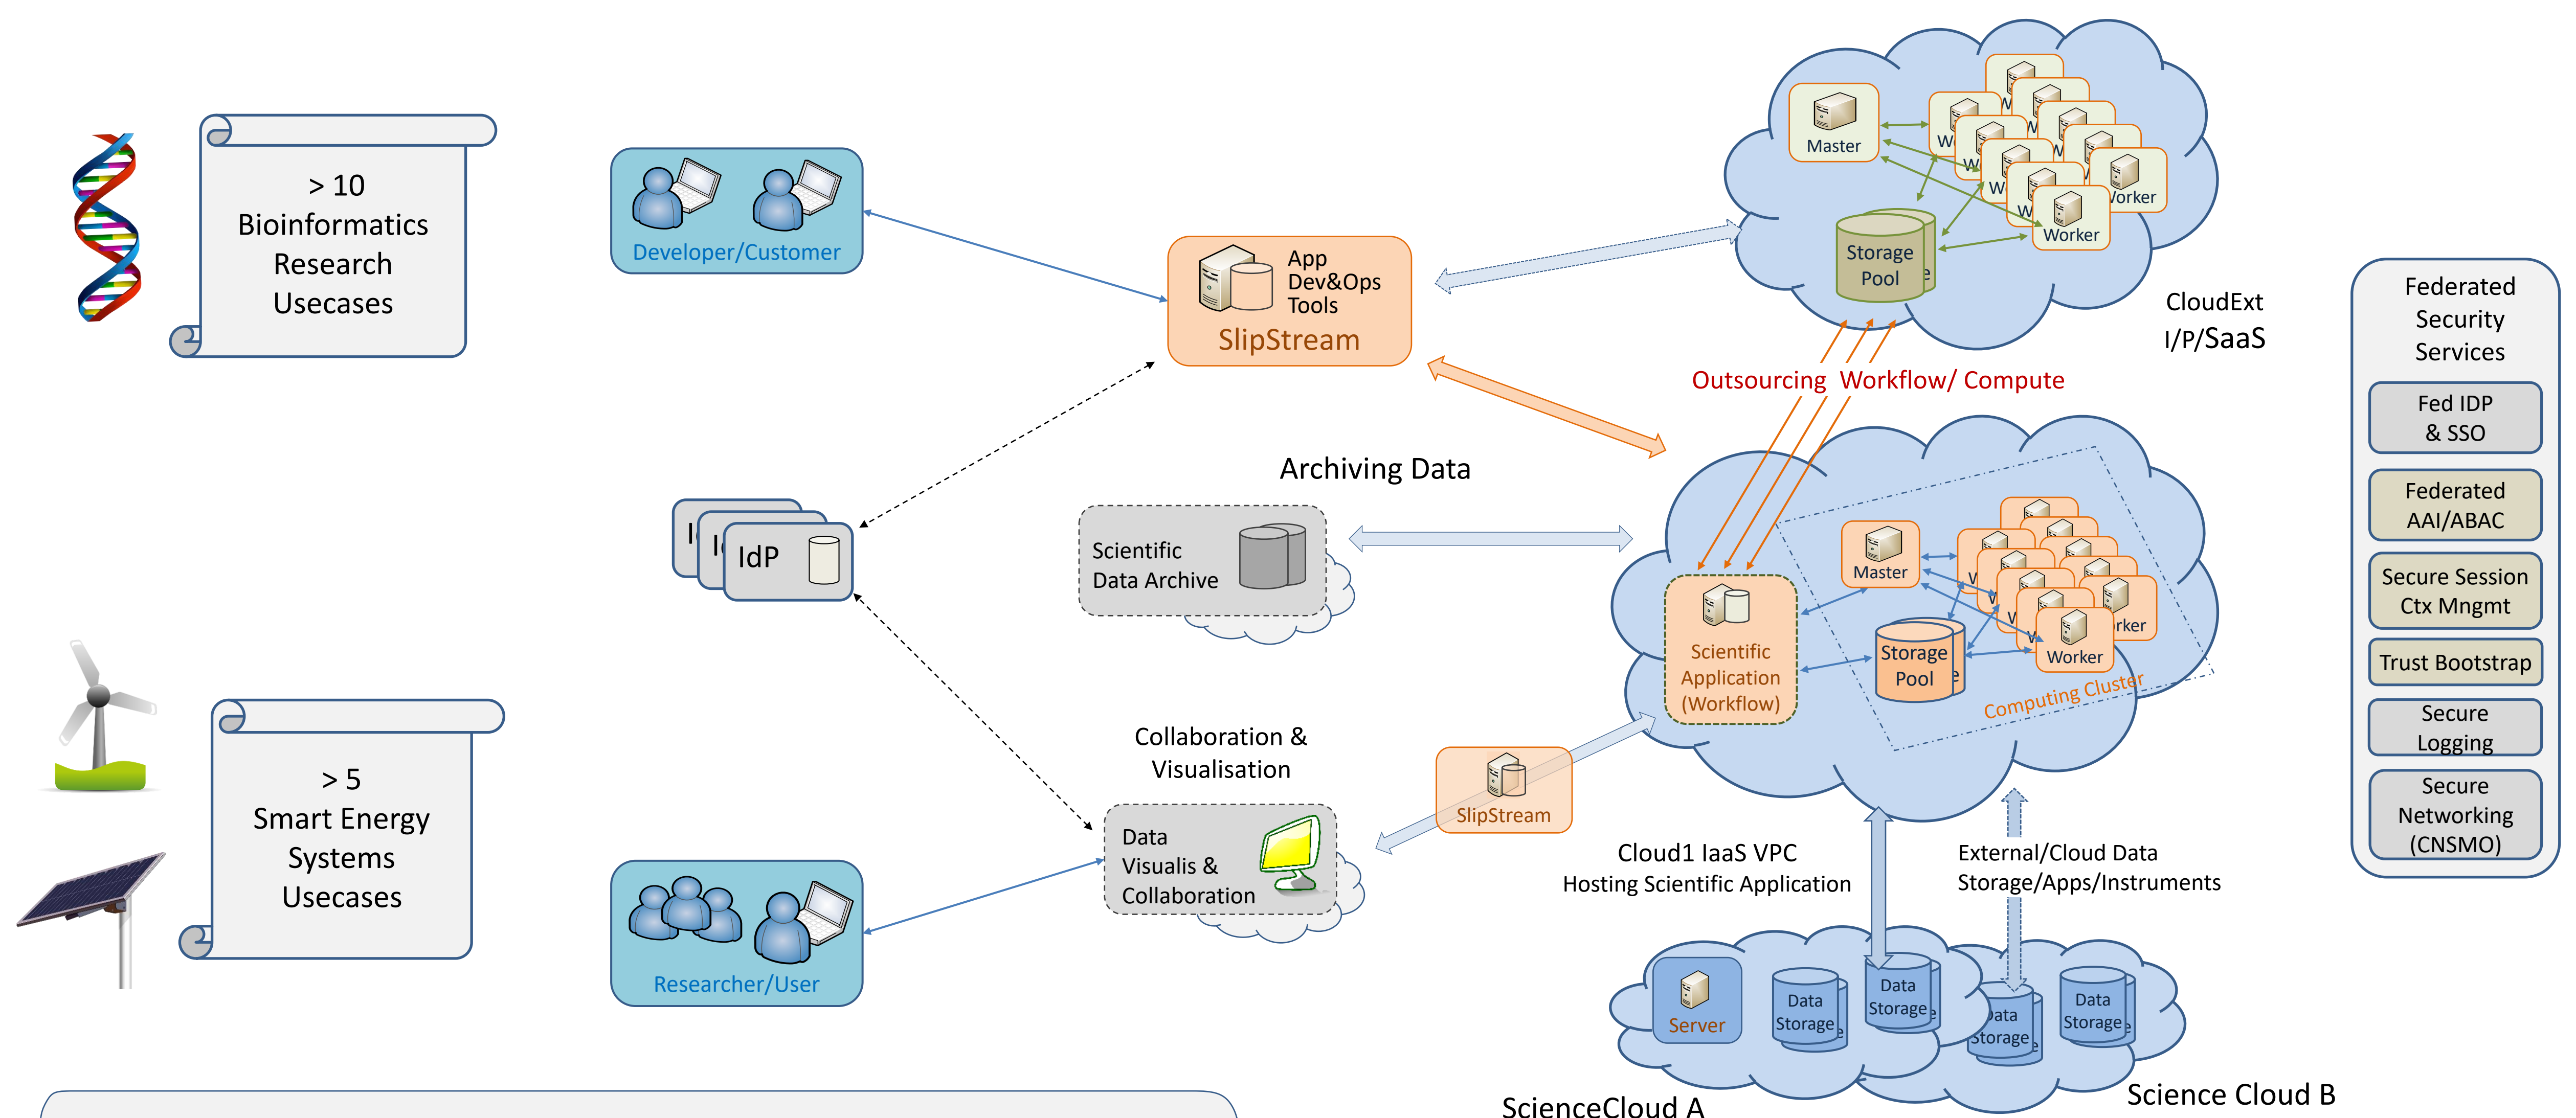 > 10
Bioinformatics
Research
Usecases
> 5
Smart Energy
Systems
Usecases
Developer/Customer
IdP
Researcher/User
App
Dev&Ops
Tools
SlipStream
Archiving Data
Scientific
Data Archive
Collaboration &
Visualisation
Data
Visualis &
Collaboration
SlipStream
Master
Worker
Worker
Storage
Pool
CloudExt
I/P/SaaS
Outsourcing Workflow/ Compute
Scientific
Application
(Workflow)
Master
Worker
Storage
Pool
Computing Cluster
Cloud1 IaaS VPC
Hosting Scientific Application
External/Cloud Data
Storage/Apps/Instruments
Server
Data
Storage
Data
Storage
Data
Storage
Data
Storage
ScienceCloud A
Science Cloud B
Federated
Security
Services
Fed IDP
& SSO
Federated
AAI/ABAC
Secure Session
Ctx Mngmt
Trust Bootstrap
Secure
Logging
Secure
Networking
(CNSMO)